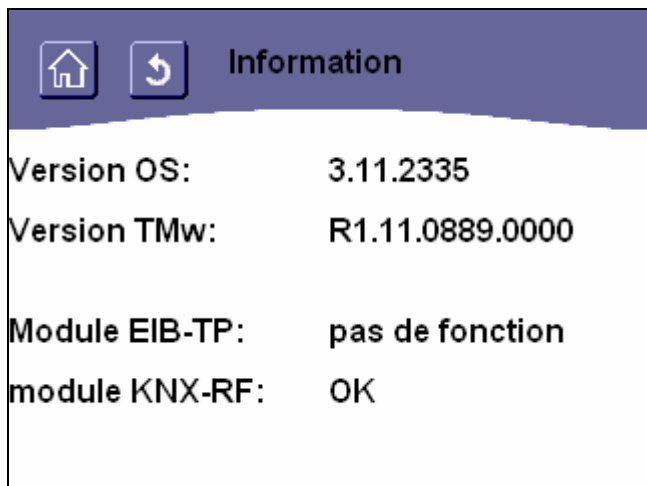 Information
Version OS: 3.11.2335
Version TMw: R1.11.0889.0000
Module EIB-TP: pas de fonction
module KNX-RF: OK